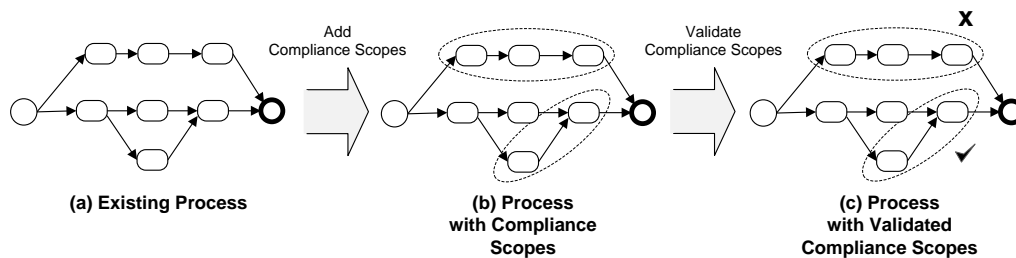 Add
Compliance Scopes
Validate
Compliance Scopes
X
(a) Existing Process
(b) Process
with Compliance
Scopes
(c) Process
with Validated
Compliance Scopes